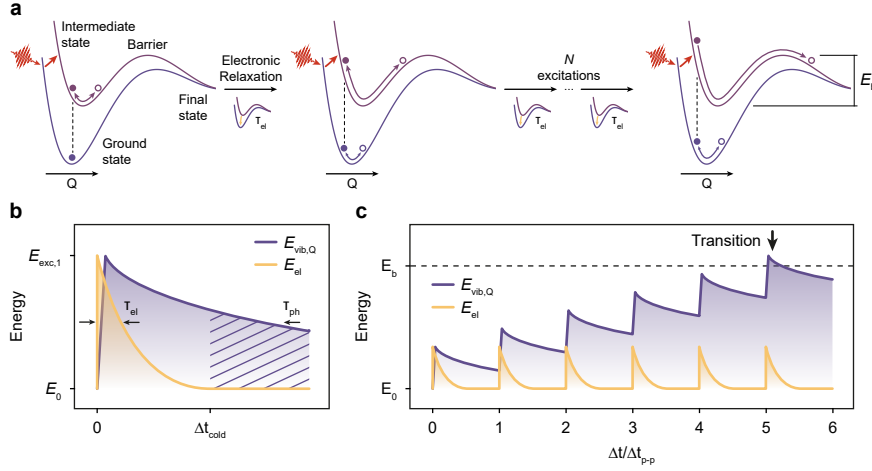 a
Intermediate
state
Barrier
Final
state
Ground
state
Q
Electronic
Relaxation
τel
Q
N
excitations
...
τel
τel
Q
b
Eexc,1
E0
Energy
Evib,Q
Eel
τel
τph
0
Δtcold
c
Transition
Eb
E0
Energy
Evib,Q
Eel
0 1 2 3 4 5 6
Δt/Δtp-p